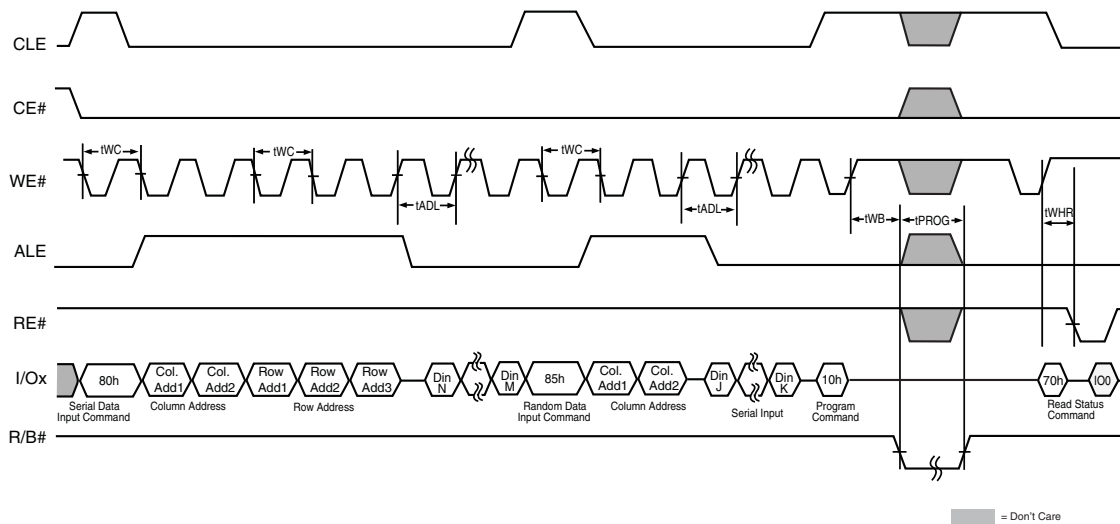 CLE
CE#
tWC
tWC
tWC
WE#
tADL
tADL
tWB
tPROG
tWHR
ALE
RE#
I/Ox
80h
Col. Add1
Col. Add2
Row Add1
Row Add2
Row Add3
Din N
Din M
85h
Col. Add1
Col. Add2
Din J
Din K
10h
70h
I00
Serial Data Input Command
Column Address
Row Address
Random Data Input Command
Column Address
Serial Input
Program Command
Read Status Command
R/B#
= Don't Care